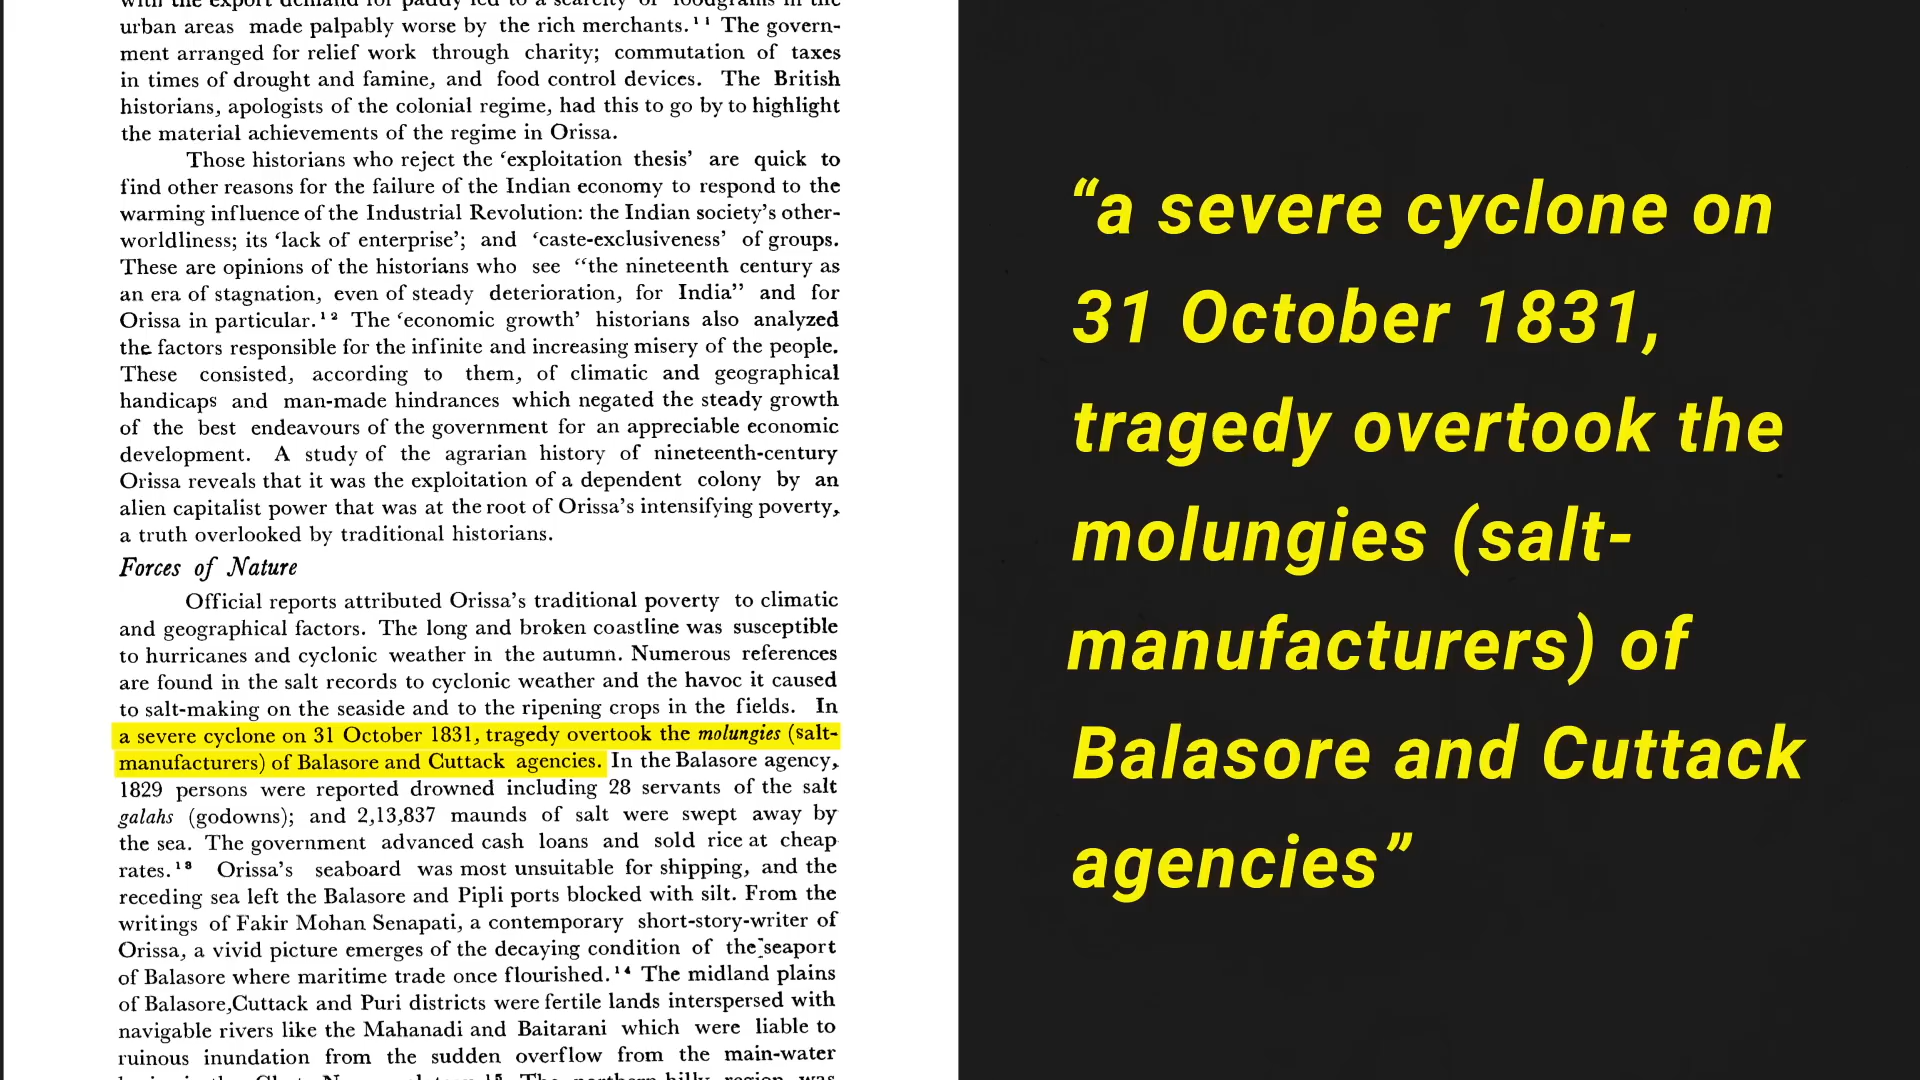 with the export demand for paddy led to a scarcity of foodgrains in the
urban areas made palpably worse by the rich merchants.¹¹ The govern-
ment arranged for relief work through charity; commutation of taxes
in times of drought and famine, and food control devices. The British
historians, apologists of the colonial regime, had this to go by to highlight
the material achievements of the regime in Orissa.
Those historians who reject the ‘exploitation thesis’ are quick to
find other reasons for the failure of the Indian economy to respond to the
warming influence of the Industrial Revolution: the Indian society’s other-
worldliness; its ‘lack of enterprise’; and ‘caste-exclusiveness’ of groups.
These are opinions of the historians who see “the nineteenth century as
an era of stagnation, even of steady deterioration, for India” and for
Orissa in particular.¹² The ‘economic growth’ historians also analyzed
the factors responsible for the infinite and increasing misery of the people.
These consisted, according to them, of climatic and geographical
handicaps and man-made hindrances which negated the steady growth
of the best endeavours of the government for an appreciable economic
development. A study of the agrarian history of nineteenth-century
Orissa reveals that it was the exploitation of a dependent colony by an
alien capitalist power that was at the root of Orissa’s intensifying poverty,
a truth overlooked by traditional historians.
Forces of Nature
Official reports attributed Orissa’s traditional poverty to climatic
and geographical factors. The long and broken coastline was susceptible
to hurricanes and cyclonic weather in the autumn. Numerous references
are found in the salt records to cyclonic weather and the havoc it caused
to salt-making on the seaside and to the ripening crops in the fields. In
a severe cyclone on 31 October 1831, tragedy overtook the molungies (salt-
manufacturers) of Balasore and Cuttack agencies. In the Balasore agency,
1829 persons were reported drowned including 28 servants of the salt
galahs (godowns); and 2,13,837 maunds of salt were swept away by
the sea. The government advanced cash loans and sold rice at cheap
rates.¹³ Orissa’s seaboard was most unsuitable for shipping, and the
receding sea left the Balasore and Pipli ports blocked with silt. From the
writings of Fakir Mohan Senapati, a contemporary short-story-writer of
Orissa, a vivid picture emerges of the decaying condition of the seaport
of Balasore where maritime trade once flourished.¹⁴ The midland plains
of Balasore,Cuttack and Puri districts were fertile lands interspersed with
navigable rivers like the Mahanadi and Baitarani which were liable to
ruinous inundation from the sudden overflow from the main-water
“a severe cyclone on
31 October 1831,
tragedy overtook the
molungies (salt-
manufacturers) of
Balasore and Cuttack
agencies”